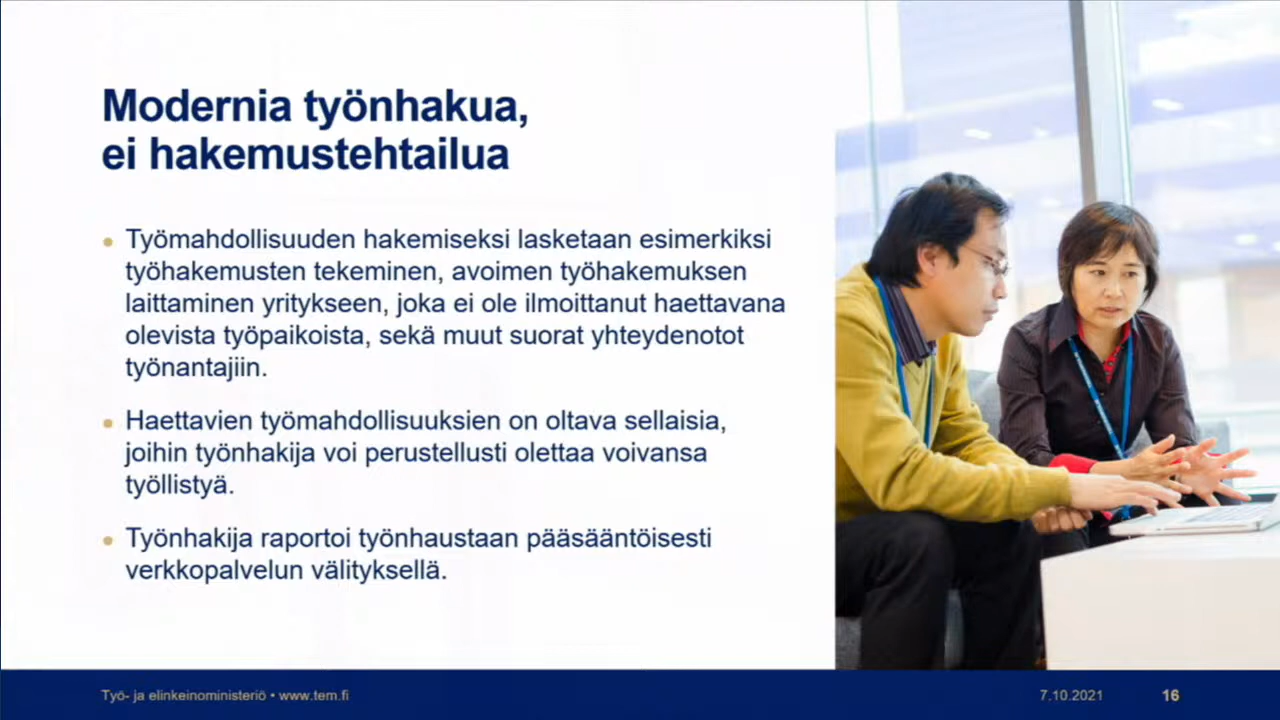 Modernia työnhakua,
ei hakemustehtailua
• Työmahdollisuuden hakemiseksi lasketaan esimerkiksi
työhakemusten tekeminen, avoimen työhakemuksen
laittaminen yritykseen, joka ei ole ilmoittanut haettavana
olevista työpaikoista, sekä muut suorat yhteydenotot
työnantajiin.
• Haettavien työmahdollisuuksien on oltava sellaisia,
joihin työnhakija voi perustellusti olettaa voivansa
työllistyä.
• Työnhakija raportoi työnhaustaan pääsääntöisesti
verkkopalvelun välityksellä.
Työ- ja elinkeinoministeriö • www.tem.fi
7.10.2021
16